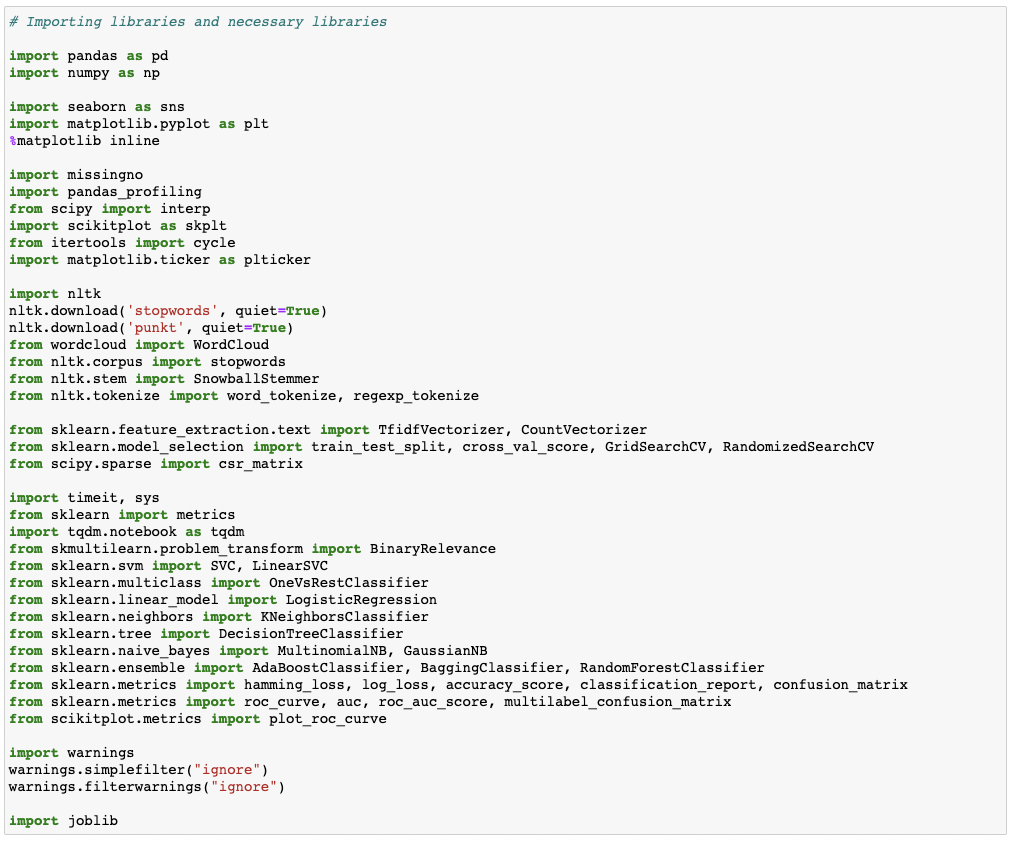 # Importing libraries and necessary libraries
import pandas as pd
import numpy as np
import seaborn as sns
import matplotlib.pyplot as plt
%matplotlib inline
import missingno
import pandas_profiling
from scipy import interp
import scikitplot as skplt
from itertools import cycle
import matplotlib.ticker as plticker
import nltk
nltk.download('stopwords', quiet=True)
nltk.download('punkt', quiet=True)
from wordcloud import WordCloud
from nltk.corpus import stopwords
from nltk.stem import SnowballStemmer
from nltk.tokenize import word_tokenize, regexp_tokenize
from sklearn.feature_extraction.text import TfidfVectorizer, CountVectorizer
from sklearn.model_selection import train_test_split, cross_val_score, GridSearchCV, RandomizedSearchCV
from scipy.sparse import csr_matrix
import timeit, sys
from sklearn import metrics
import tqdm.notebook as tqdm
from skmultilearn.problem_transform import BinaryRelevance
from sklearn.svm import SVC, LinearSVC
from sklearn.multiclass import OneVsRestClassifier
from sklearn.linear_model import LogisticRegression
from sklearn.neighbors import KNeighborsClassifier
from sklearn.tree import DecisionTreeClassifier
from sklearn.naive_bayes import MultinomialNB, GaussianNB
from sklearn.ensemble import AdaBoostClassifier, BaggingClassifier, RandomForestClassifier
from sklearn.metrics import hamming_loss, log_loss, accuracy_score, classification_report, confusion_matrix
from sklearn.metrics import roc_curve, auc, roc_auc_score, multilabel_confusion_matrix
from scikitplot.metrics import plot_roc_curve
import warnings
warnings.simplefilter("ignore")
warnings.filterwarnings("ignore")
import joblib